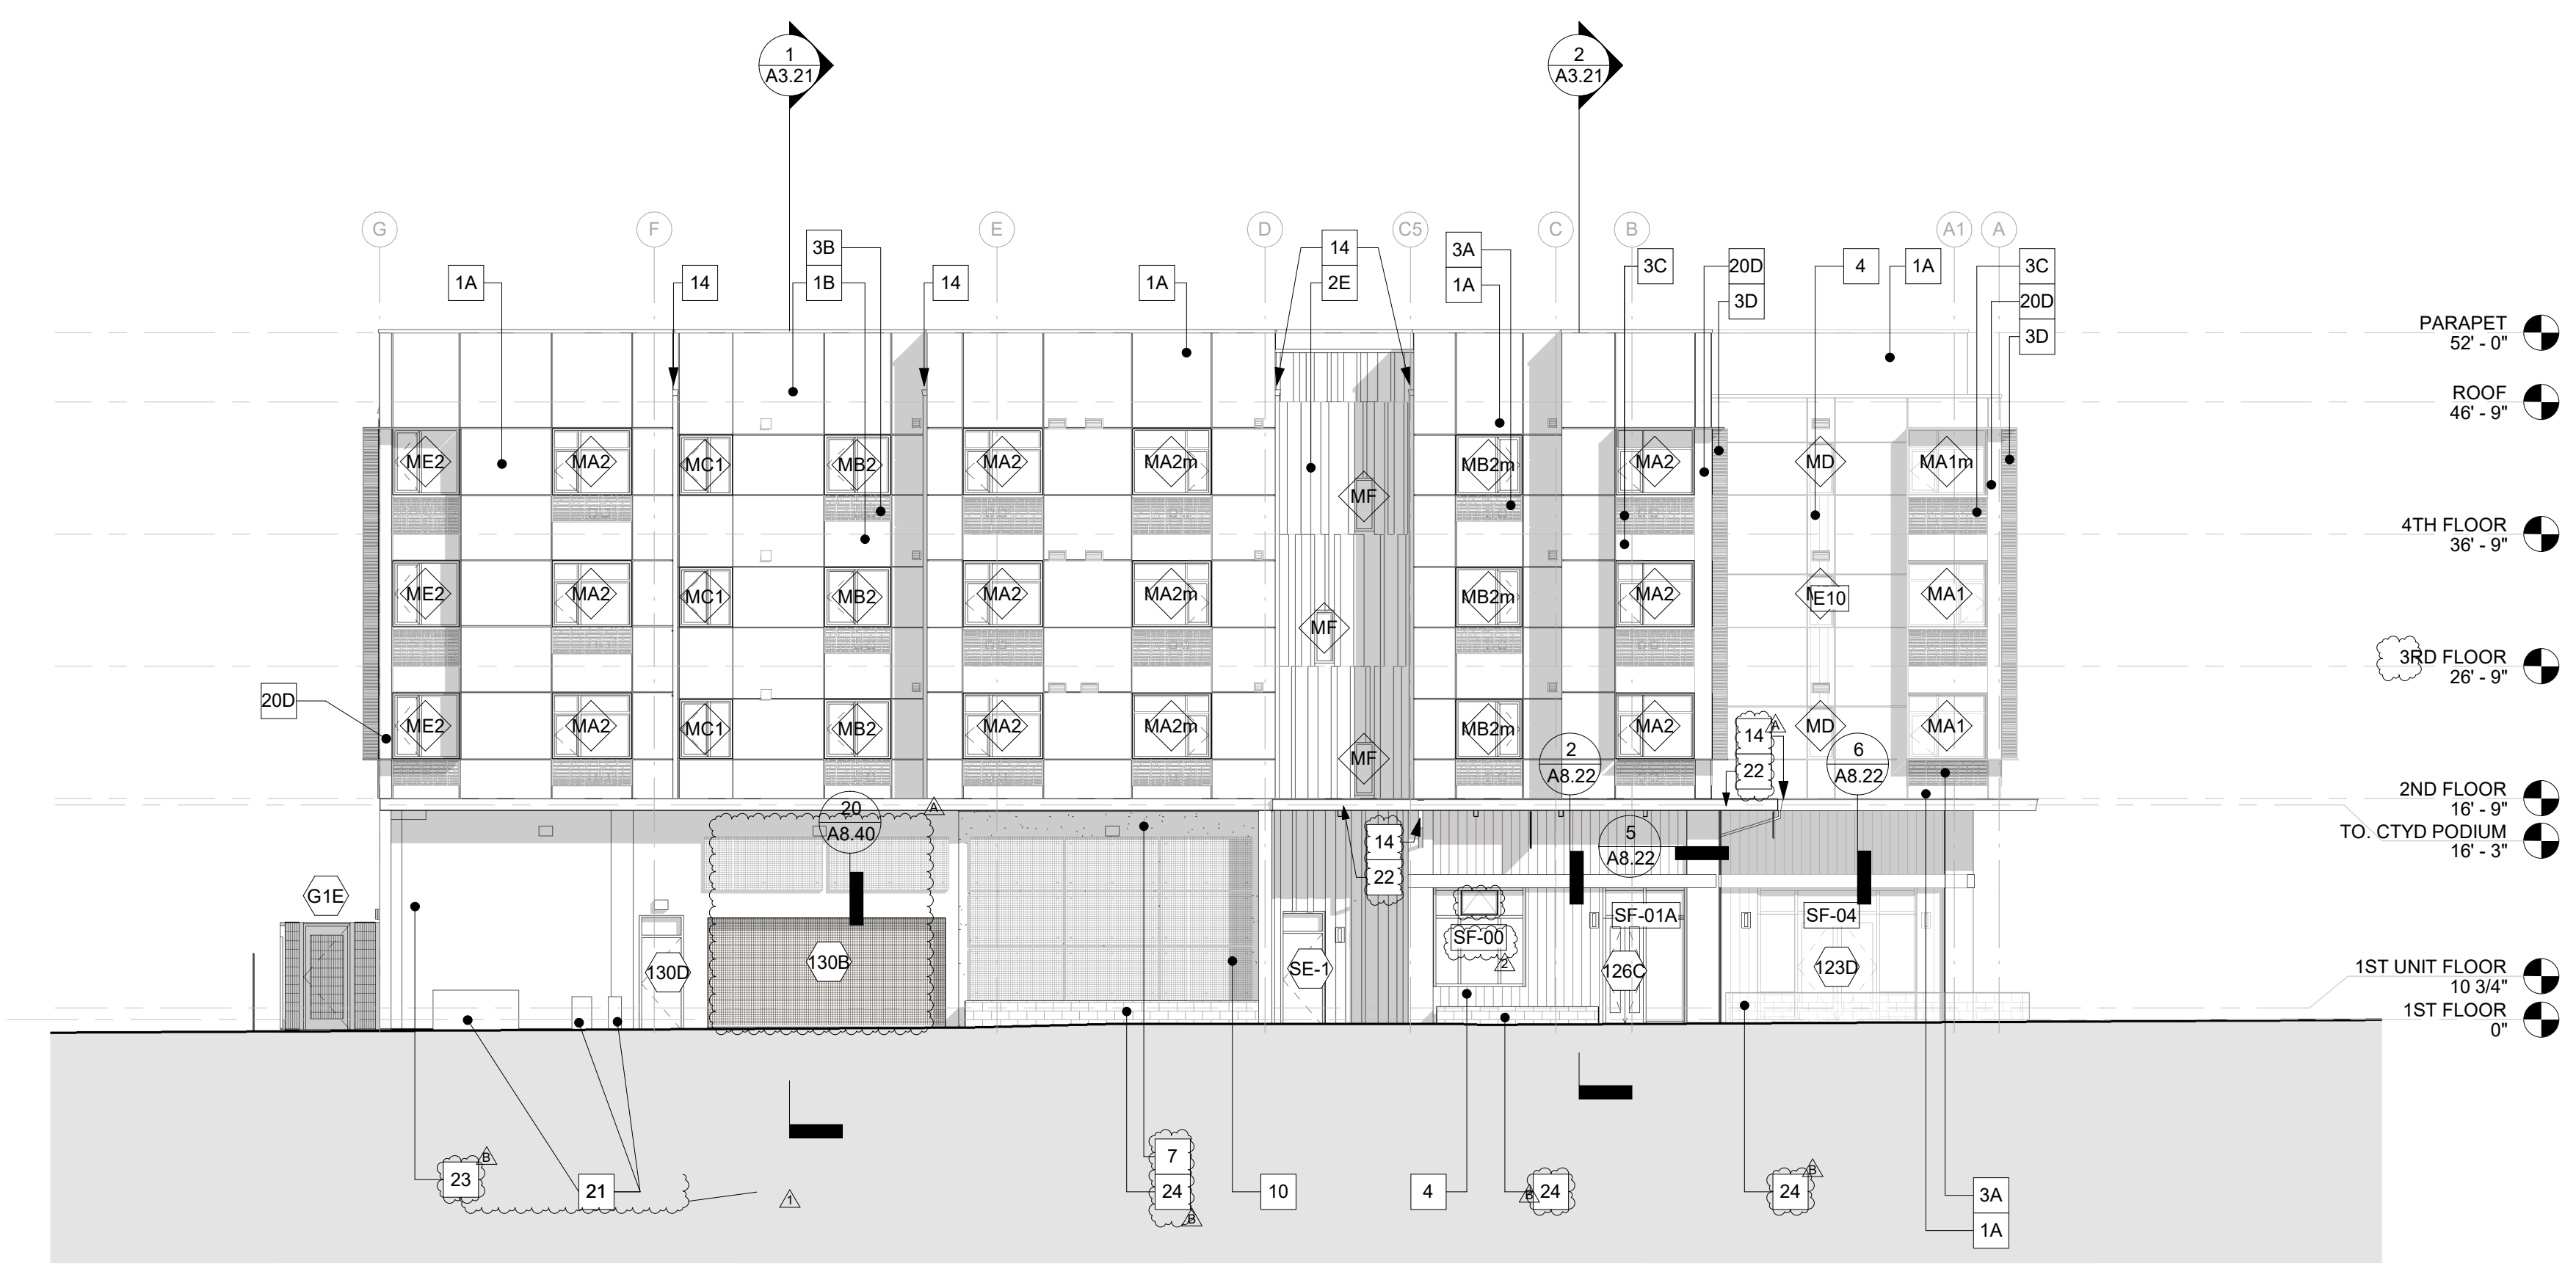 1
A3.21
2
A3.21
G
F
E
D
C5
C
B
A1
A
3B
14
3A
1A
14
1B
14
1A
2E
1A
3C
20D
3D
4
1A
3C
20D
3D
PARAPET
52' - 0"
ROOF
46' - 9"
ME2
MA2
MC1
MB2
MA2
MA2m
MF
MB2m
MA2
MD
MA1m
4TH FLOOR
36' - 9"
ME2
MA2
MC1
MB2
MA2
MA2m
MF
MB2m
MA2
E10
MA1
3RD FLOOR
26' - 9"
20D
ME2
MA2
MC1
MB2
MA2
MA2m
MF
MB2m
MA2
MD
MA1
14
A
22
2
A8.22
6
A8.22
2ND FLOOR
16' - 9"
TO. CTYD PODIUM
16' - 3"
20
A8.40
A
14
22
5
A8.22
G1E
130D
130B
SE-1
SF-00
2
SF-01A
126C
SF-04
123D
1ST UNIT FLOOR
10 3/4"
1ST FLOOR
0"
23
B
21
1
7
24
B
10
4
24
B
24
B
3A
1A